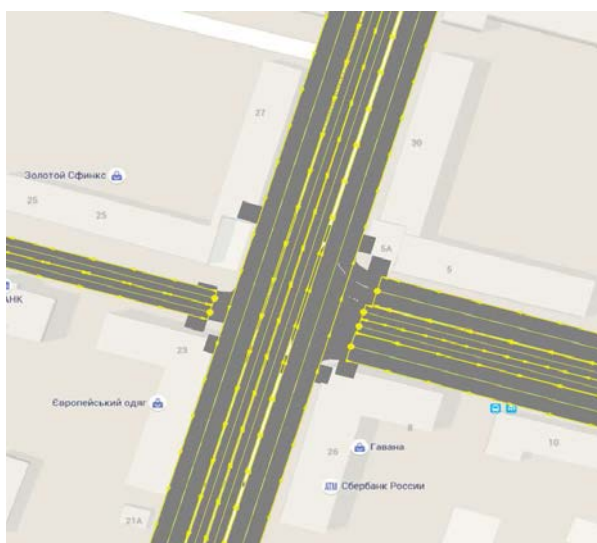 27
30
Золотой Сфинкс
25
25
5А
5
АНК
23
Європейський одяг
8
10
26
Гавана
Сбербанк России
21А